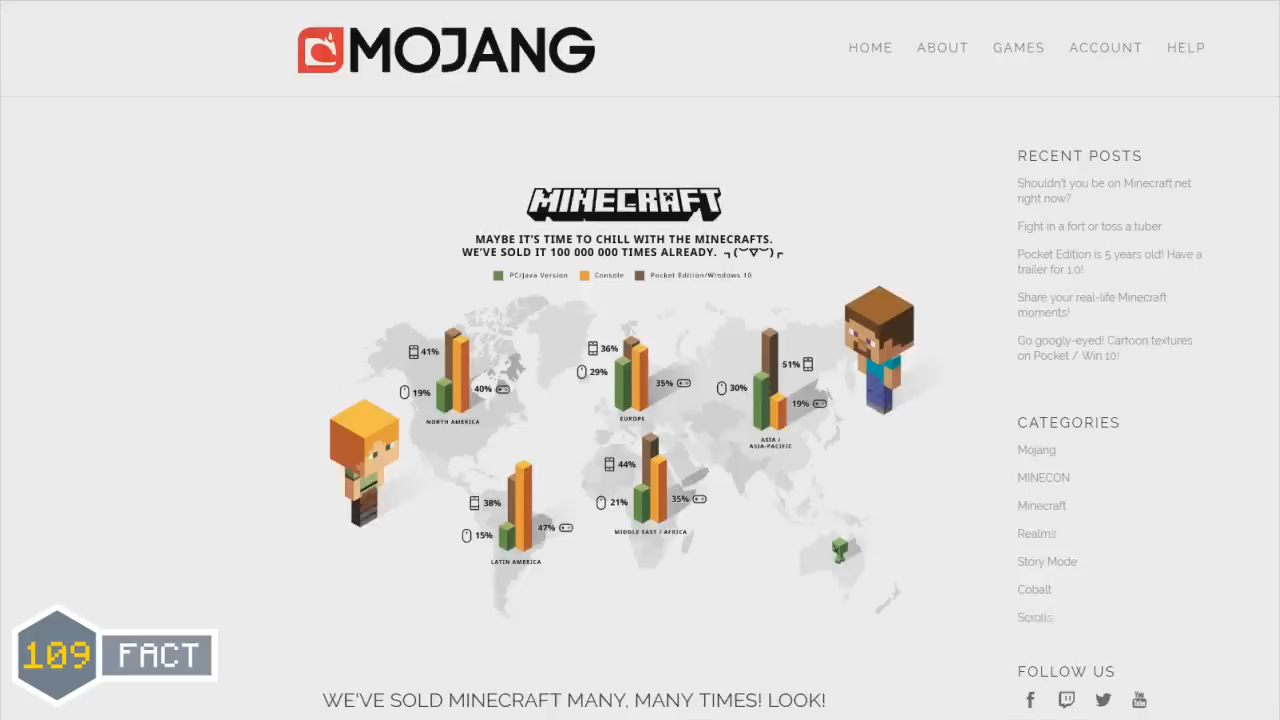 MOJANG
HOME ABOUT GAMES ACCOUNT HELP
MINECRAFT
MAYBE IT'S TIME TO CHILL WITH THE MINECRAFTS.
WE'VE SOLD IT 100 000 000 TIMES ALREADY. ┐(︶▽︶)┌
PC/Java Version Console Pocket Edition/Windows 10
41%
19%
40%
NORTH AMERICA
36%
29%
35%
EUROPE
51%
30%
19%
ASIA /
ASIA-PACIFIC
38%
15%
47%
LATIN AMERICA
44%
21%
35%
MIDDLE EAST / AFRICA
WE'VE SOLD MINECRAFT MANY, MANY TIMES! LOOK!
RECENT POSTS
Shouldn't you be on Minecraft.net
right now?
Fight in a fort or toss a tuber
Pocket Edition is 5 years old! Have a
trailer for 1.0!
Share your real-life Minecraft
moments!
Go googly-eyed! Cartoon textures
on Pocket / Win 10!
CATEGORIES
Mojang
MINECON
Minecraft
Realms
Story Mode
Cobalt
Scrolls
FOLLOW US
You
Tube
109 FACT